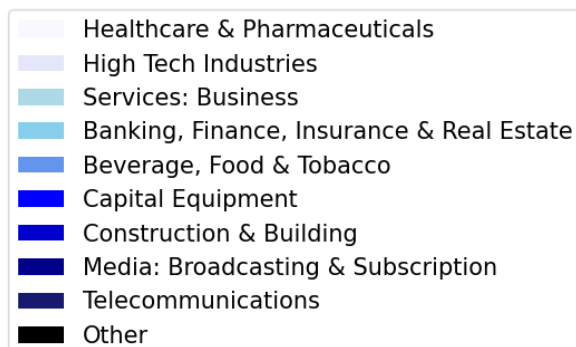 Healthcare & Pharmaceuticals
High Tech Industries
Services: Business
Banking, Finance, Insurance & Real Estate
Beverage, Food & Tobacco
Capital Equipment
Construction & Building
Media: Broadcasting & Subscription
Telecommunications
Other